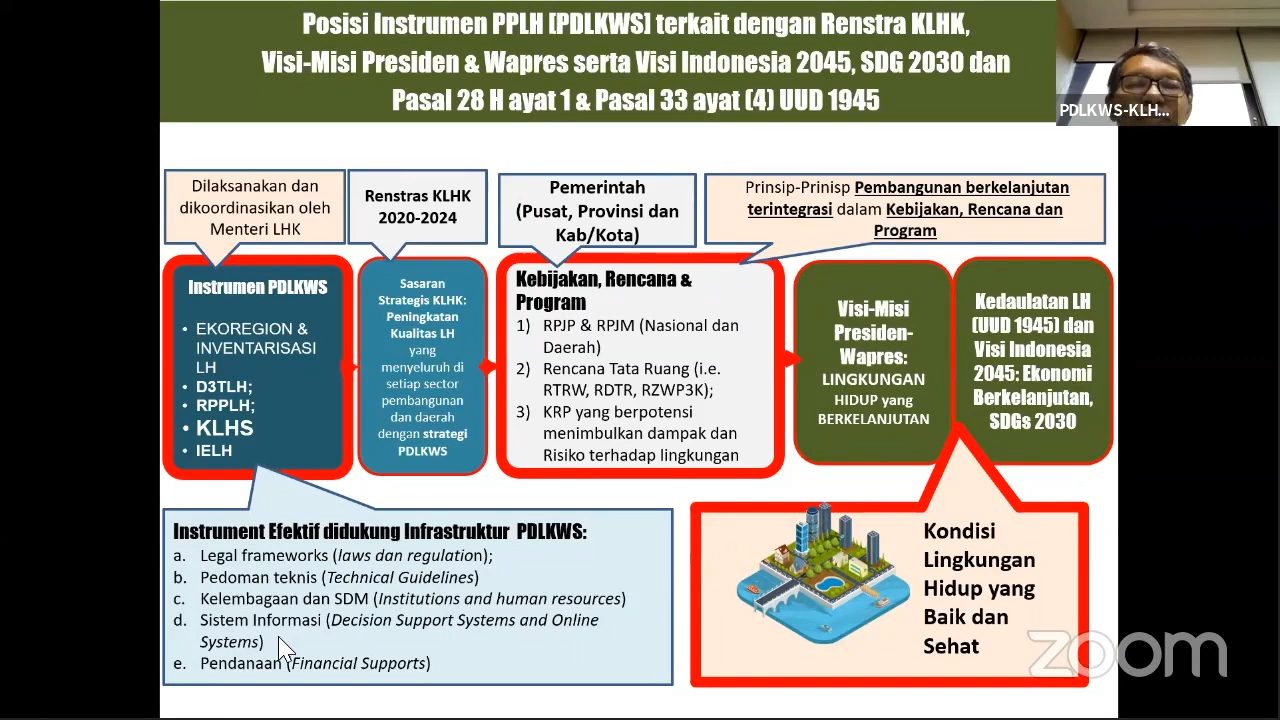 Posisi Instrumen PPLH [PDLKWS] terkait dengan Renstra KLHK,
Visi-Misi Presiden & Wapres serta Visi Indonesia 2045, SDG 2030 dan
Pasal 28 H ayat 1 & Pasal 33 ayat (4) UUD 1945
PDLKWS-KLH...
Dilaksanakan dan
dikoordinasikan oleh
Menteri LHK
Renstras KLHK
2020-2024
Pemerintah
(Pusat, Provinsi dan
Kab/Kota)
Prinsip-Prinisp Pembangunan berkelanjutan
terintegrasi dalam Kebijakan, Rencana dan
Program
Instrumen PDLKWS
• EKOREGION &
INVENTARISASI
LH
• D3TLH;
• RPPLH;
• KLHS
• IELH
Sasaran
Strategis KLHK:
Peningkatan
Kualitas LH
yang
menyeluruh di
setiap sector
pembangunan
dan daerah
dengan strategi
PDLKWS
Kebijakan, Rencana &
Program
1) RPJP & RPJM (Nasional dan
Daerah)
2) Rencana Tata Ruang (i.e.
RTRW, RDTR, RZWP3K);
3) KRP yang berpotensi
menimbulkan dampak dan
Risiko terhadap lingkungan
Visi-Misi
Presiden-
Wapres:
LINGKUNGAN
HIDUP yang
BERKELANJUTAN
Kedaulatan LH
(UUD 1945) dan
Visi Indonesia
2045: Ekonomi
Berkelanjutan,
SDGs 2030
Instrument Efektif didukung Infrastruktur PDLKWS:
a. Legal frameworks (laws dan regulation);
b. Pedoman teknis (Technical Guidelines)
c. Kelembagaan dan SDM (Institutions and human resources)
d. Sistem Informasi (Decision Support Systems and Online
Systems)
e. Pendanaan (Financial Supports)
Kondisi
Lingkungan
Hidup yang
Baik dan
Sehat
zoom